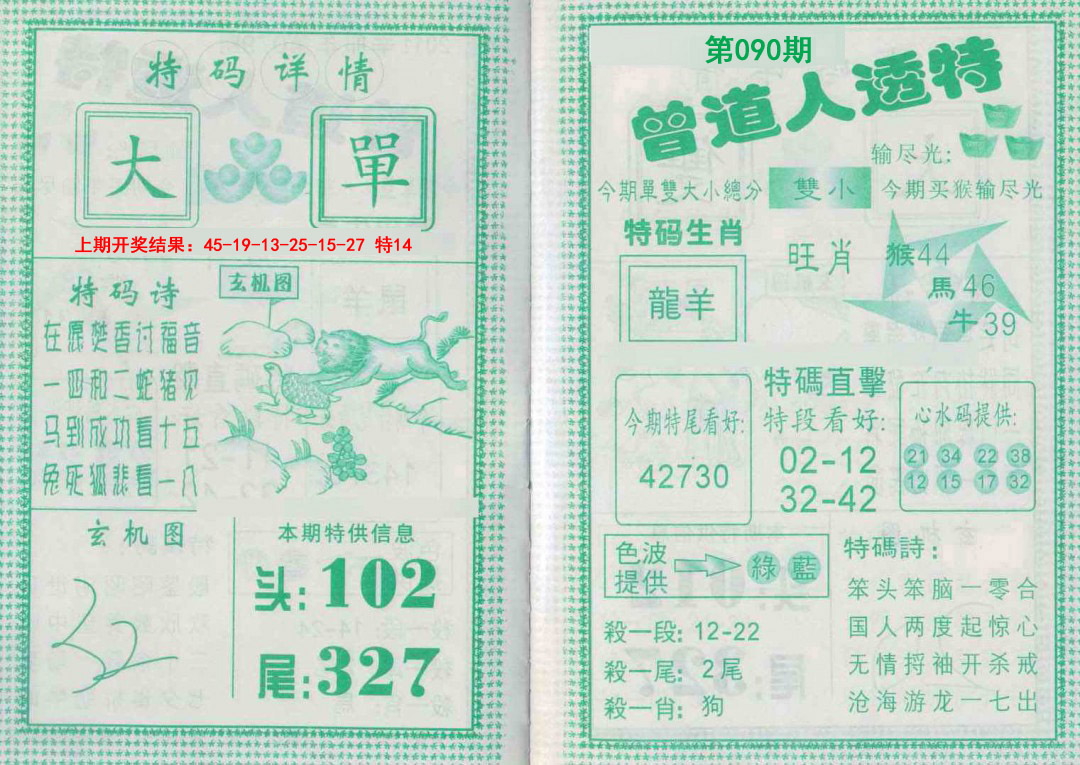 特码详情
大
單
上期开奖结果：45-19-13-25-15-27 特14
特码诗
在愿焚香讨福音
一四和二蛇猪见
马到成功看十五
兔死狐悲看一八
玄机图
玄机图
本期特供信息
头:102
尾:327
第090期
曾道人透特
输尽光:
今期單雙大小總分
雙小
今期买猴输尽光
特码生肖
龍羊
旺肖
猴44
馬46
牛39
今期特尾看好:
42730
特碼直擊
特段看好:
02-12
32-42
心水码提供:
21 34 22 38
12 15 17 32
色波
提供
綠藍
殺一段: 12-22
殺一尾: 2尾
殺一肖: 狗
特碼詩:
笨头笨脑一零合
国人两度起惊心
无情捋袖开杀戒
沧海游龙一七出